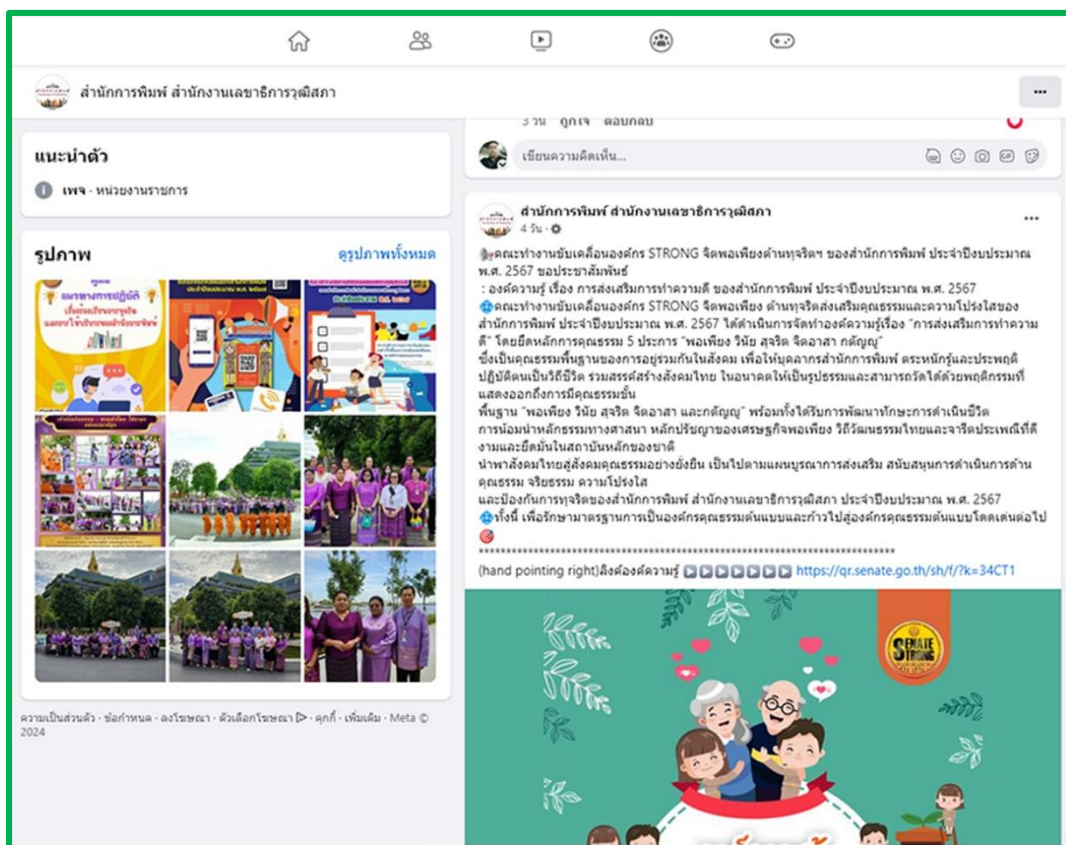 สำนักการพิมพ์ สำนักงานเลขาธิการวุฒิสภา
แนะนำตัว
เพจ · หน่วยงานราชการ
รูปภาพ
ดูรูปภาพทั้งหมด
แนวทางการปฏิบัติ
ความเป็นส่วนตัว · ข้อกำหนด · ลงโฆษณา · ตัวเลือกโฆษณา · คุกกี้ · เพิ่มเติม · Meta ©
2024
3 วัน ถูกใจ ตอบกลับ
เขียนความคิดเห็น...
สำนักการพิมพ์ สำนักงานเลขาธิการวุฒิสภา
4 วัน ·
คณะทำงานขับเคลื่อนองค์กร STRONG จิตพอเพียงต้านทุจริตฯ ของสำนักการพิมพ์ ประจำปีงบประมาณ
พ.ศ. 2567 ขอประชาสัมพันธ์
: องค์ความรู้ เรื่อง การส่งเสริมการทำความดี ของสำนักการพิมพ์ ประจำปีงบประมาณ พ.ศ. 2567
คณะทำงานขับเคลื่อนองค์กร STRONG จิตพอเพียง ต้านทุจริตส่งเสริมคุณธรรมและความโปร่งใสของ
สำนักการพิมพ์ ประจำปีงบประมาณ พ.ศ. 2567 ได้ดำเนินการจัดทำองค์ความรู้เรื่อง "การส่งเสริมการทำความ
ดี" โดยยึดหลักการคุณธรรม 5 ประการ "พอเพียง วินัย สุจริต จิตอาสา กตัญญู"
ซึ่งเป็นคุณธรรมพื้นฐานของการอยู่ร่วมกันในสังคม เพื่อให้บุคลากรสำนักการพิมพ์ ตระหนักรู้และประพฤติ
ปฏิบัติตนเป็นวิถีชีวิต ร่วมสรรค์สร้างสังคมไทย ในอนาคตให้เป็นรูปธรรมและสามารถวัดได้ด้วยพฤติกรรมที่
แสดงออกถึงการมีคุณธรรมขั้น
พื้นฐาน "พอเพียง วินัย สุจริต จิตอาสา และกตัญญู" พร้อมทั้งได้รับการพัฒนาทักษะการดำเนินชีวิต
การน้อมนำหลักธรรมทางศาสนา หลักปรัชญาของเศรษฐกิจพอเพียง วิถีวัฒนธรรมไทยและจารีตประเพณีที่ดี
งามและยึดมั่นในสถาบันหลักของชาติ
นำพาสังคมไทยสู่สังคมคุณธรรมอย่างยั่งยืน เป็นไปตามแผนบูรณาการส่งเสริม สนับสนุนการดำเนินการด้าน
คุณธรรม จริยธรรม ความโปร่งใส
และป้องกันการทุจริตของสำนักการพิมพ์ สำนักงานเลขาธิการวุฒิสภา ประจำปีงบประมาณ พ.ศ. 2567
ทั้งนี้ เพื่อรักษามาตรฐานการเป็นองค์กรคุณธรรมต้นแบบและก้าวไปสู่องค์กรคุณธรรมต้นแบบโดดเด่นต่อไป
(hand pointing right)ลิงค์องค์ความรู้ https://qr.senate.go.th/sh/f/?k=34CT1
SENATE
STRONG